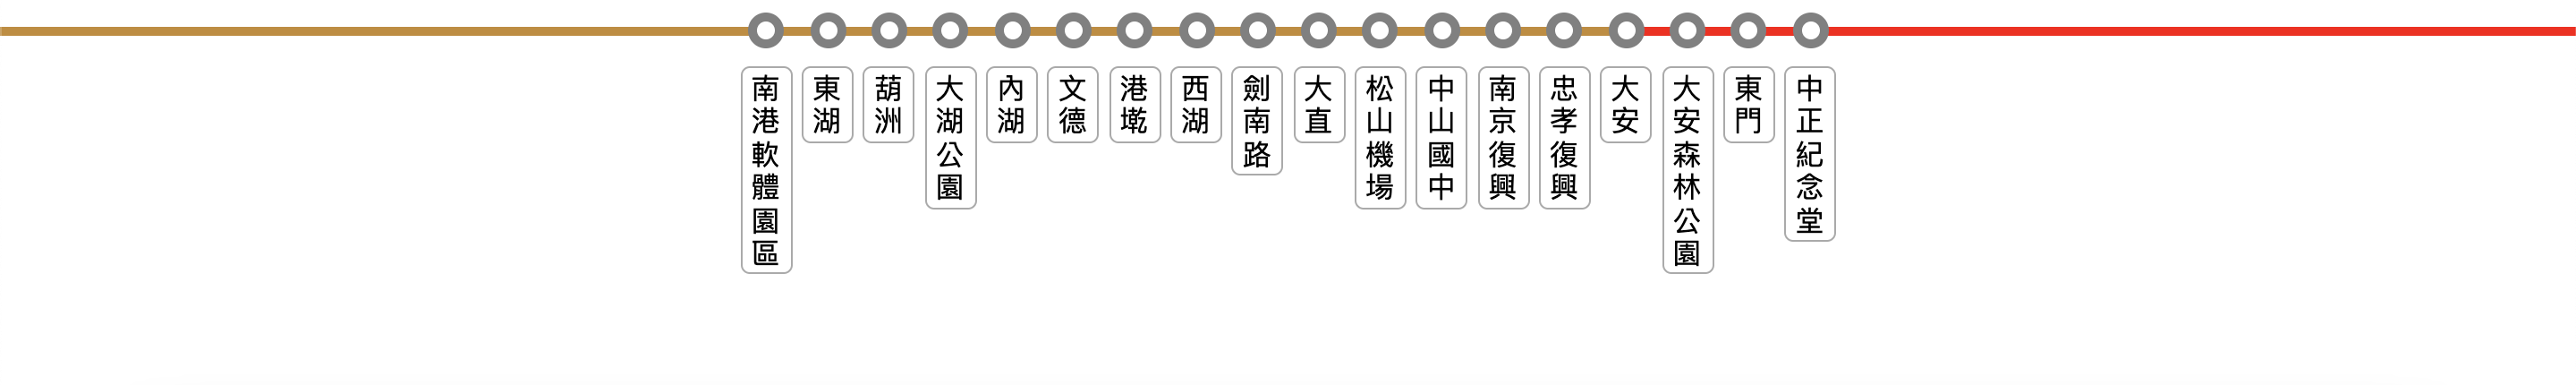 南港軟體園區
東湖
葫洲
大湖公園
內湖
文德
港墘
西湖
劍南路
大直
松山機場
中山國中
南京復興
忠孝復興
大安
大安森林公園
東門
中正紀念堂